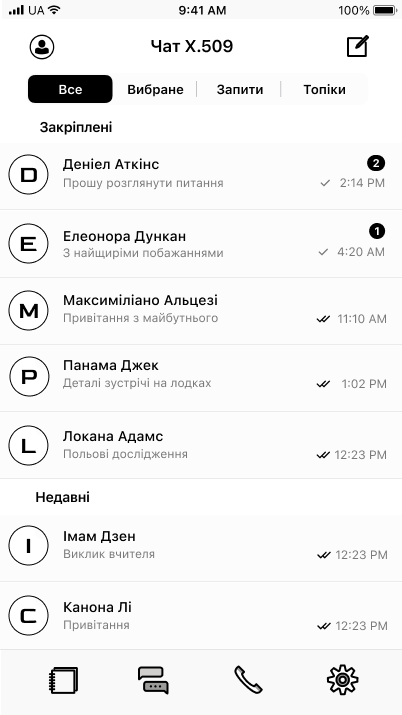 UA 9:41 AM 100%
Чат X.509
Все Вибране Запити Топіки
Закріплені
D Деніел Аткінс 2
Прошу розглянути питання 2:14 PM
E Елеонора Дункан 1
З найщиріми побажаннями 4:20 AM
M Максиміліано Альцезі
Привітання з майбутнього 11:10 AM
P Панама Джек
Деталі зустрічі на лодках 1:02 PM
L Локана Адамс
Польові дослідження 12:23 PM
Недавні
I Імам Дзен
Виклик вчителя 12:23 PM
C Канона Лі
Привітання 12:23 PM